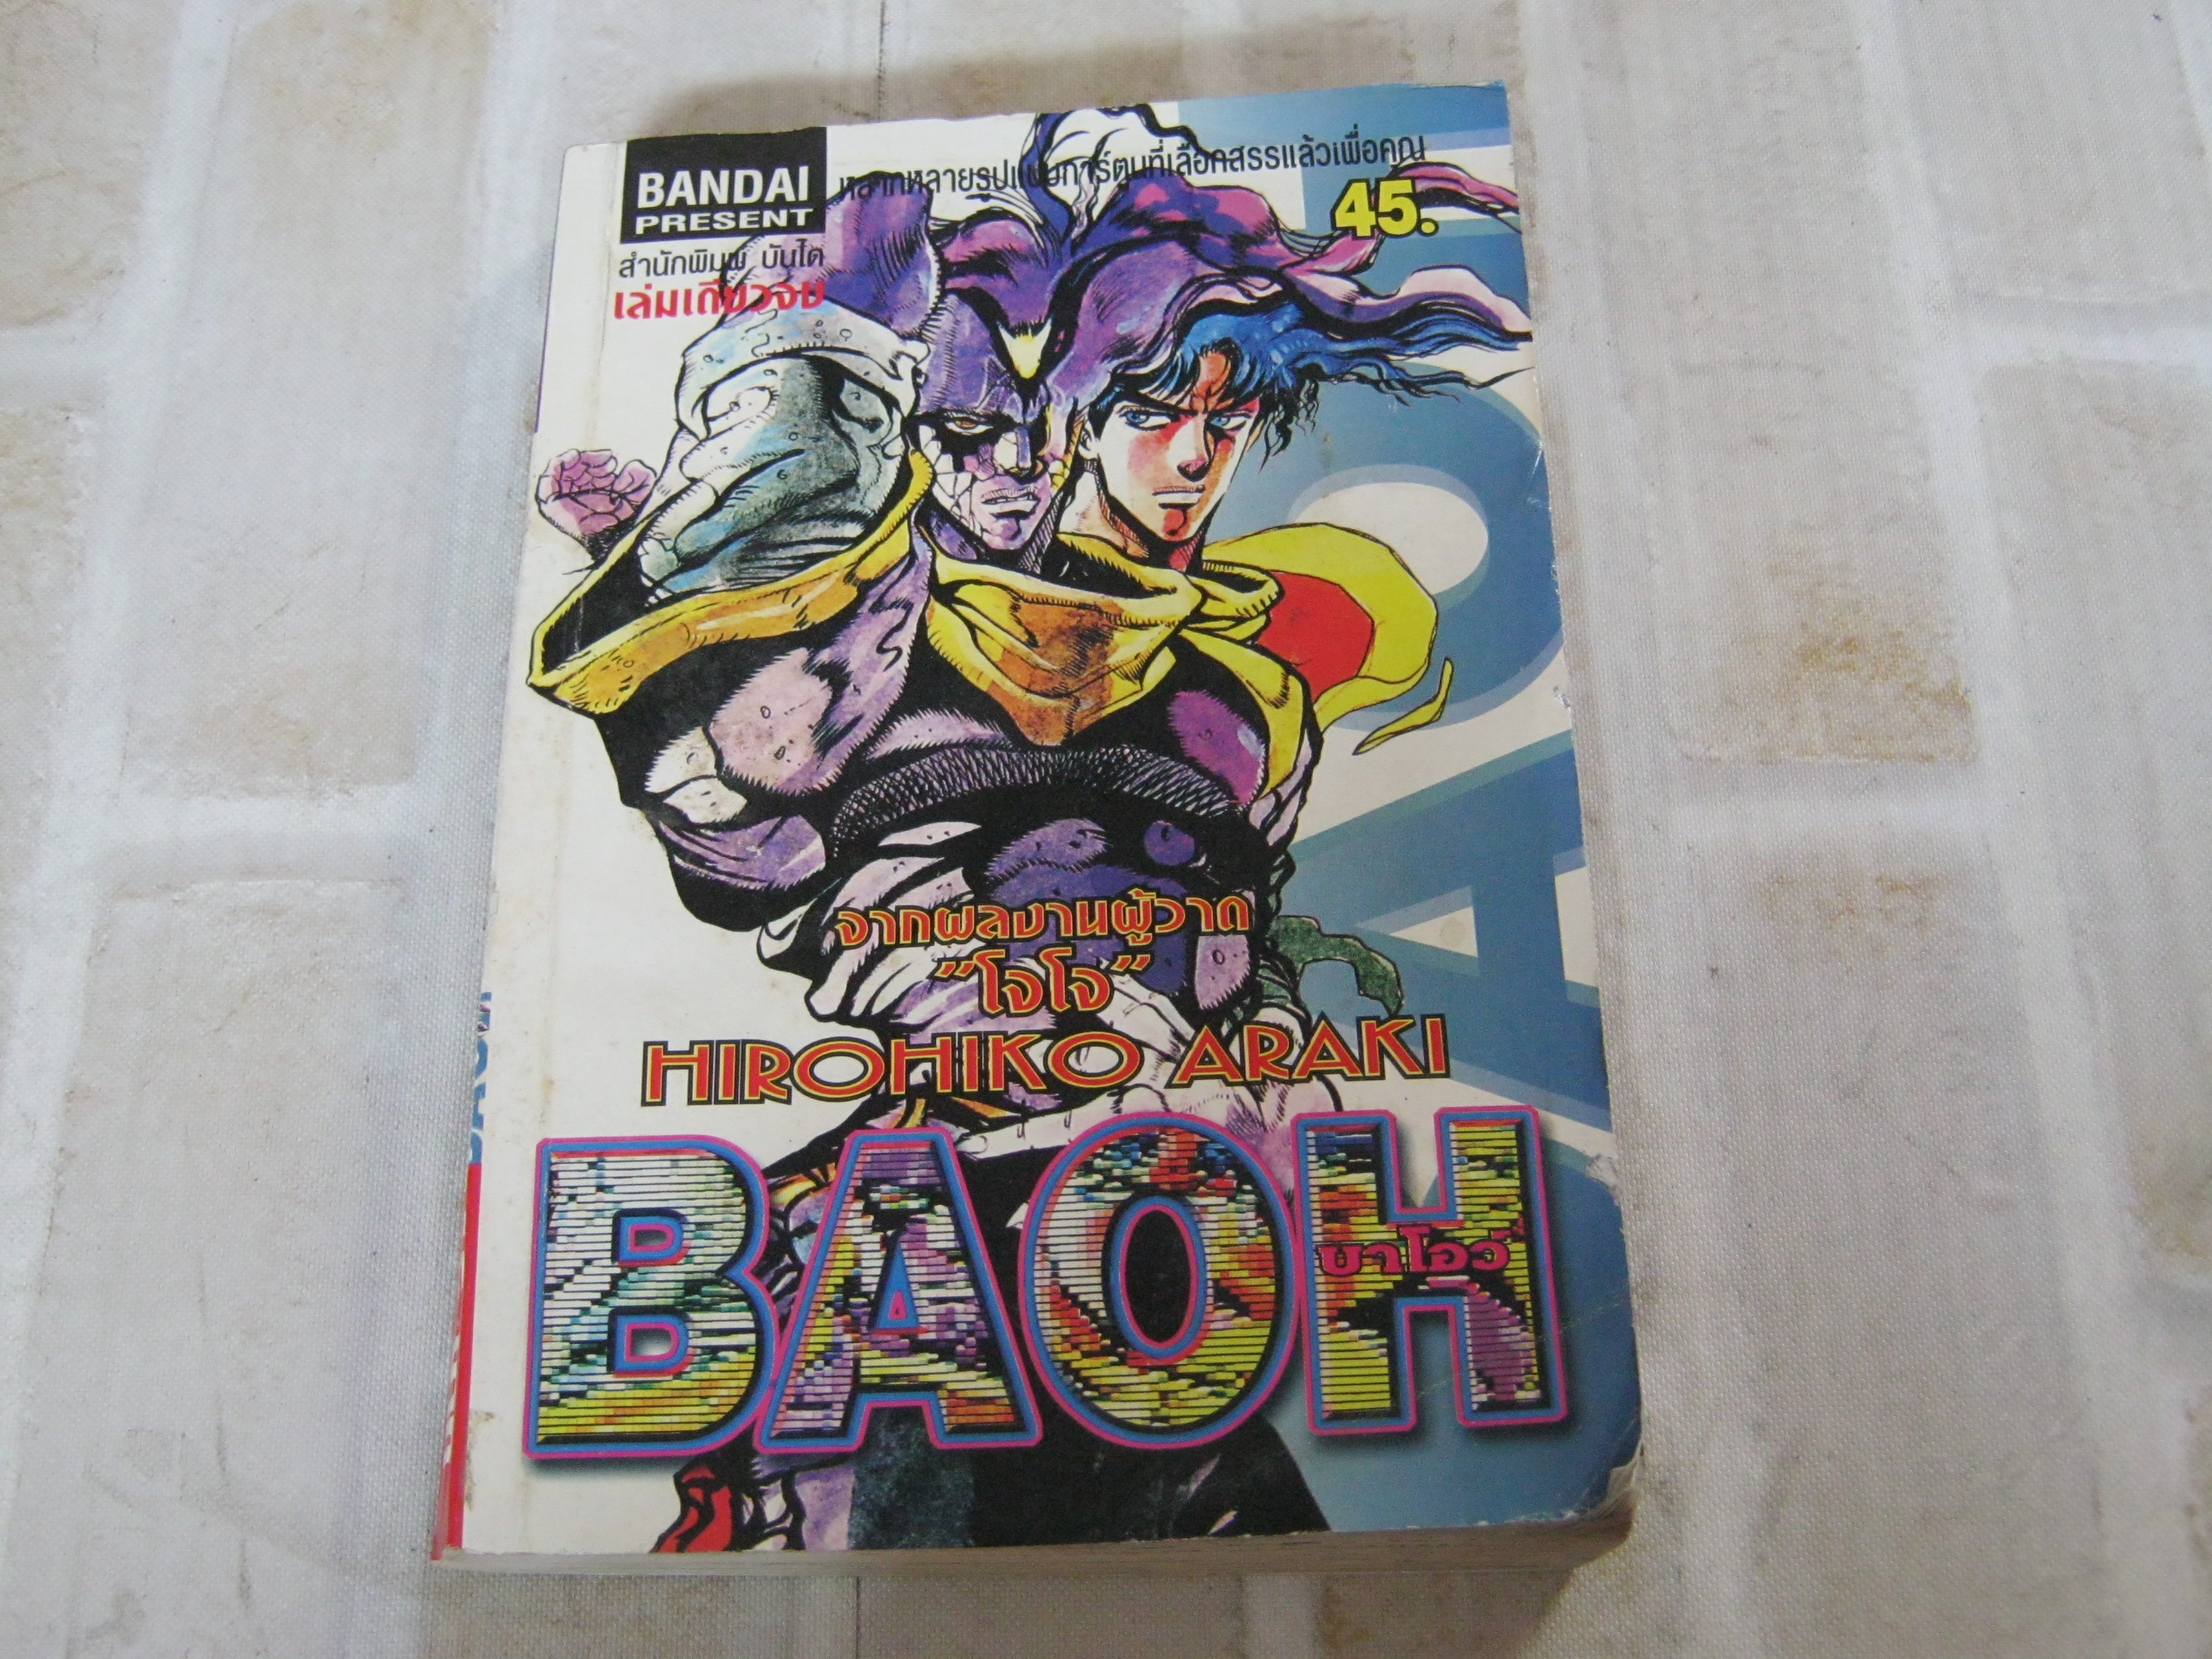 BANDAI
PRESENT
หลากหลายรูปแบบการ์ตูนที่เลือกสรรแล้วเพื่อคุณ
45.
สำนักพิมพ์ บันได
เล่มเดียวจบ
จากผลงานผู้วาด
"โจโจ"
HIROHIKO ARAKI
BAOH
บาโอว์